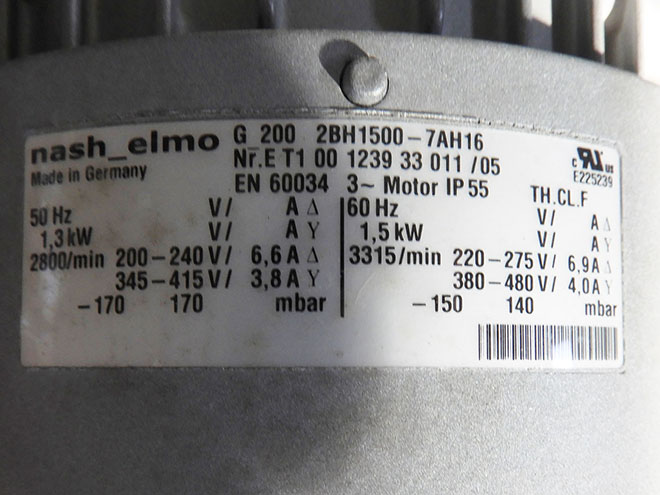 nash_elmo G_200 2BH1500-7AH16
Made in Germany Nr.E T1 00 1239 33 011 /05 c RU us
EN 60034 3~ Motor IP 55 E225239
TH.CL.F
50 Hz V/ A Δ 60 Hz V/ A Δ
1,3 kW V/ A Y 1,5 kW V/ A Y
2800/min 200-240 V/ 6,6 A Δ 3315/min 220-275 V/ 6,9 A Δ
345-415 V/ 3,8 A Y 380-480 V/ 4,0 A Y
-170 170 mbar -150 140 mbar